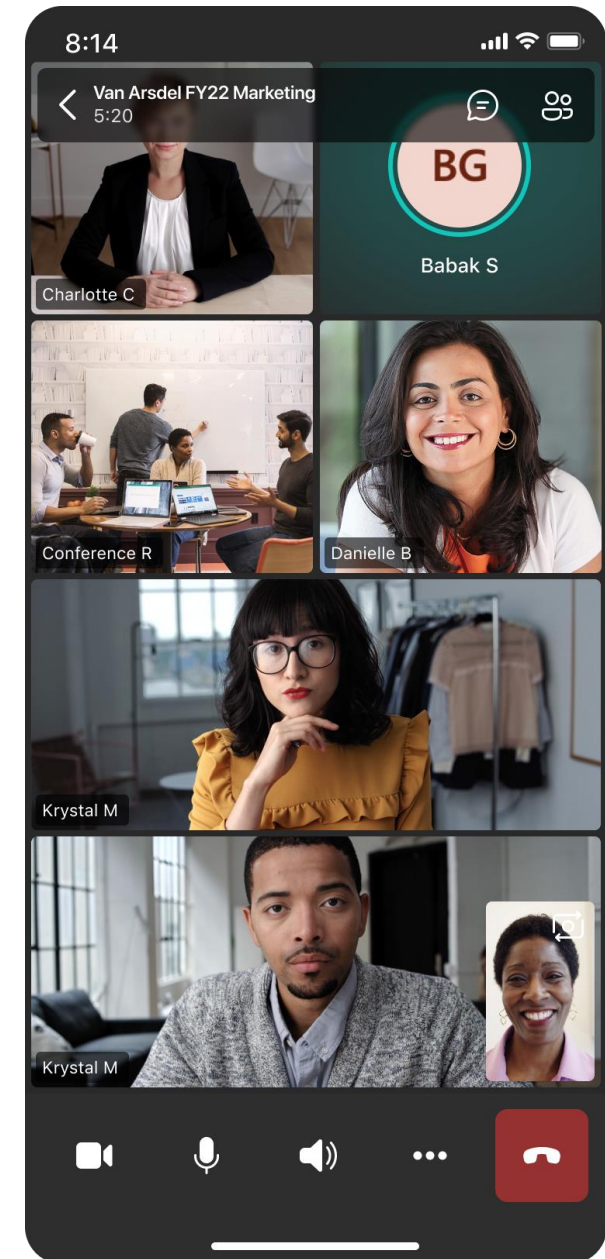 8:14
Van Arsdel FY22 Marketing
5:20
BG
Babak S
Charlotte C
Conference R
Danielle B
Krystal M
Krystal M